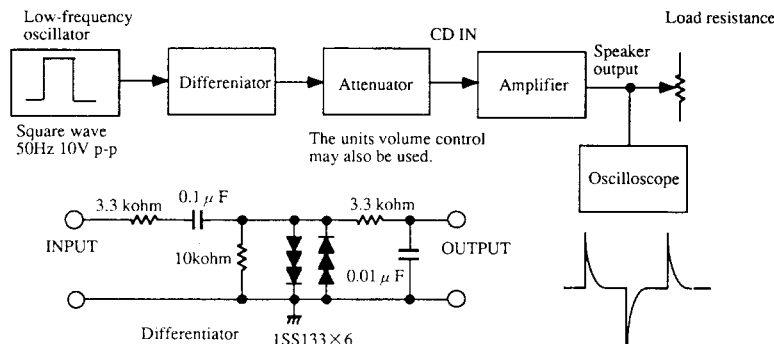 Low-frequency
oscillator
Load resistance
CD IN
Speaker
output
Differeniator
Attenuator
Amplifier
Square wave
50Hz 10V p-p
The units volume control
may also be used.
Oscilloscope
0.1 μ F
3.3 kohm
3.3 kohm
INPUT
10kohm
0.01 μ F
OUTPUT
Differentiator
1SS133×6